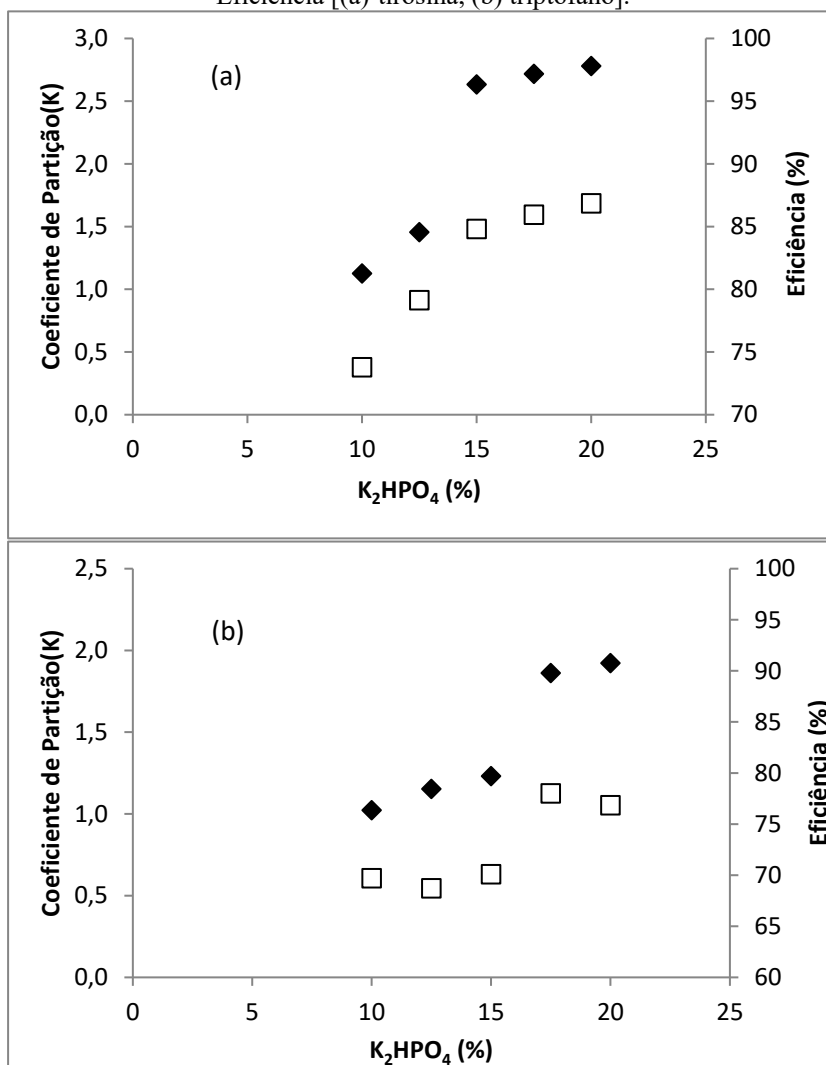 Eficiência [(a) tirosina, (b) triptofano].
(a)
Coeficiente de Partição(K)
3,0
2,5
2,0
1,5
1,0
0,5
0,0
100
95
90
85
80
75
70
Eficiência (%)
0 5 10 15 20 25
K₂HPO₄ (%)
(b)
Coeficiente de Partição(K)
2,5
2,0
1,5
1,0
0,5
0,0
100
95
90
85
80
75
70
65
60
Eficiência (%)
0 5 10 15 20 25
K₂HPO₄ (%)